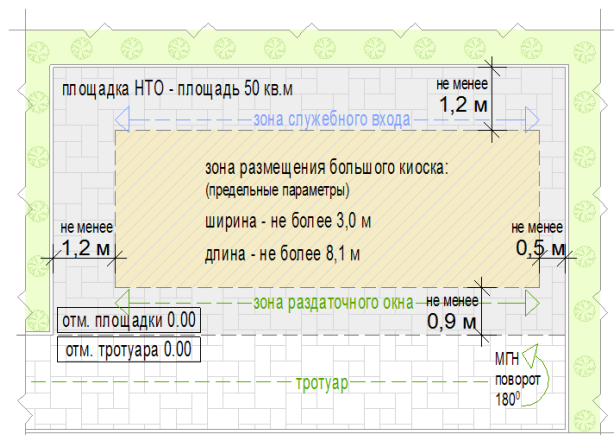 площадка НТО - площадь 50 кв.м
не менее
1,2 м
зона служебного входа
зона размещения большого киоска:
(предельные параметры)
ширина - не более 3,0 м
длина - не более 8,1 м
не менее
1,2 м
не менее
0,5 м
зона раздаточного окна
не менее
0,9 м
отм. площадки 0.00
отм. тротуара 0.00
тротуар
МГН
поворот
180⁰